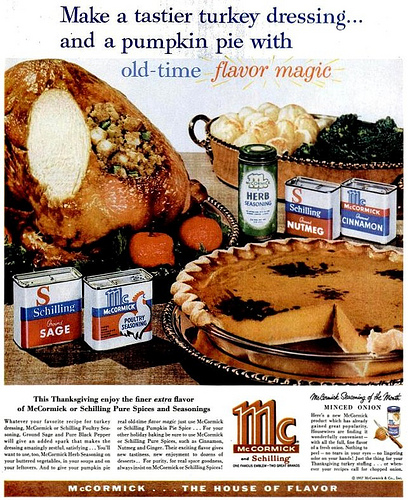 Make a tastier turkey dressing...
and a pumpkin pie with
old-time flavor magic
Mc
HERB
SEASONING
S
Schilling
Ground
NUTMEG
Mc
McCORMICK
Ground
CINNAMON
S
Schilling
Ground
SAGE
Mc
McCORMICK
POULTRY
SEASONING
This Thanksgiving enjoy the finer extra flavor
of McCormick or Schilling Pure Spices and Seasonings
Whatever your favorite recipe for turkey
dressing, McCormick or Schilling Poultry Sea-
soning, Ground Sage and Pure Black Pepper
will give an added spark that makes the
dressing amazingly zestful, satisfying... You'll
want to use, too, Mc Cormick Herb Seasoning on
your buttered vegetables, in your soups and on
your leftovers. And to give your pumpkin pie
real old-time flavor magic just use McCormick
or Schilling Pumpkin Pie Spice... For your
other holiday baking be sure to use McCormick
or Schilling Pure Spices, such as Cinnamon,
Nutmeg and Ginger. Their exciting flavor gives
new tastiness, new enjoyment to dozens of
desserts... For purity, for real spice goodness,
always insist on McCormick or Schilling Spices!
Mc
McCORMICK
and Schilling
ONE FAMOUS EMBLEM—TWO GREAT BRANDS
McCormick Seasoning of the Month
MINCED ONION
Here's a new McCormick
product which has already
gained great popularity.
Housewives are finding it
wonderfully convenient—
with all the full, fine flavor
of a fresh onion. Nothing to
peel—no tears in your eyes—no lingering
odor on your hands! Just the thing for your
Thanksgiving turkey stuffing... or when-
ever your recipes call for chopped onion.
© 1957 McCormick & Co., Inc.
McCORMICK THE HOUSE OF FLAVOR